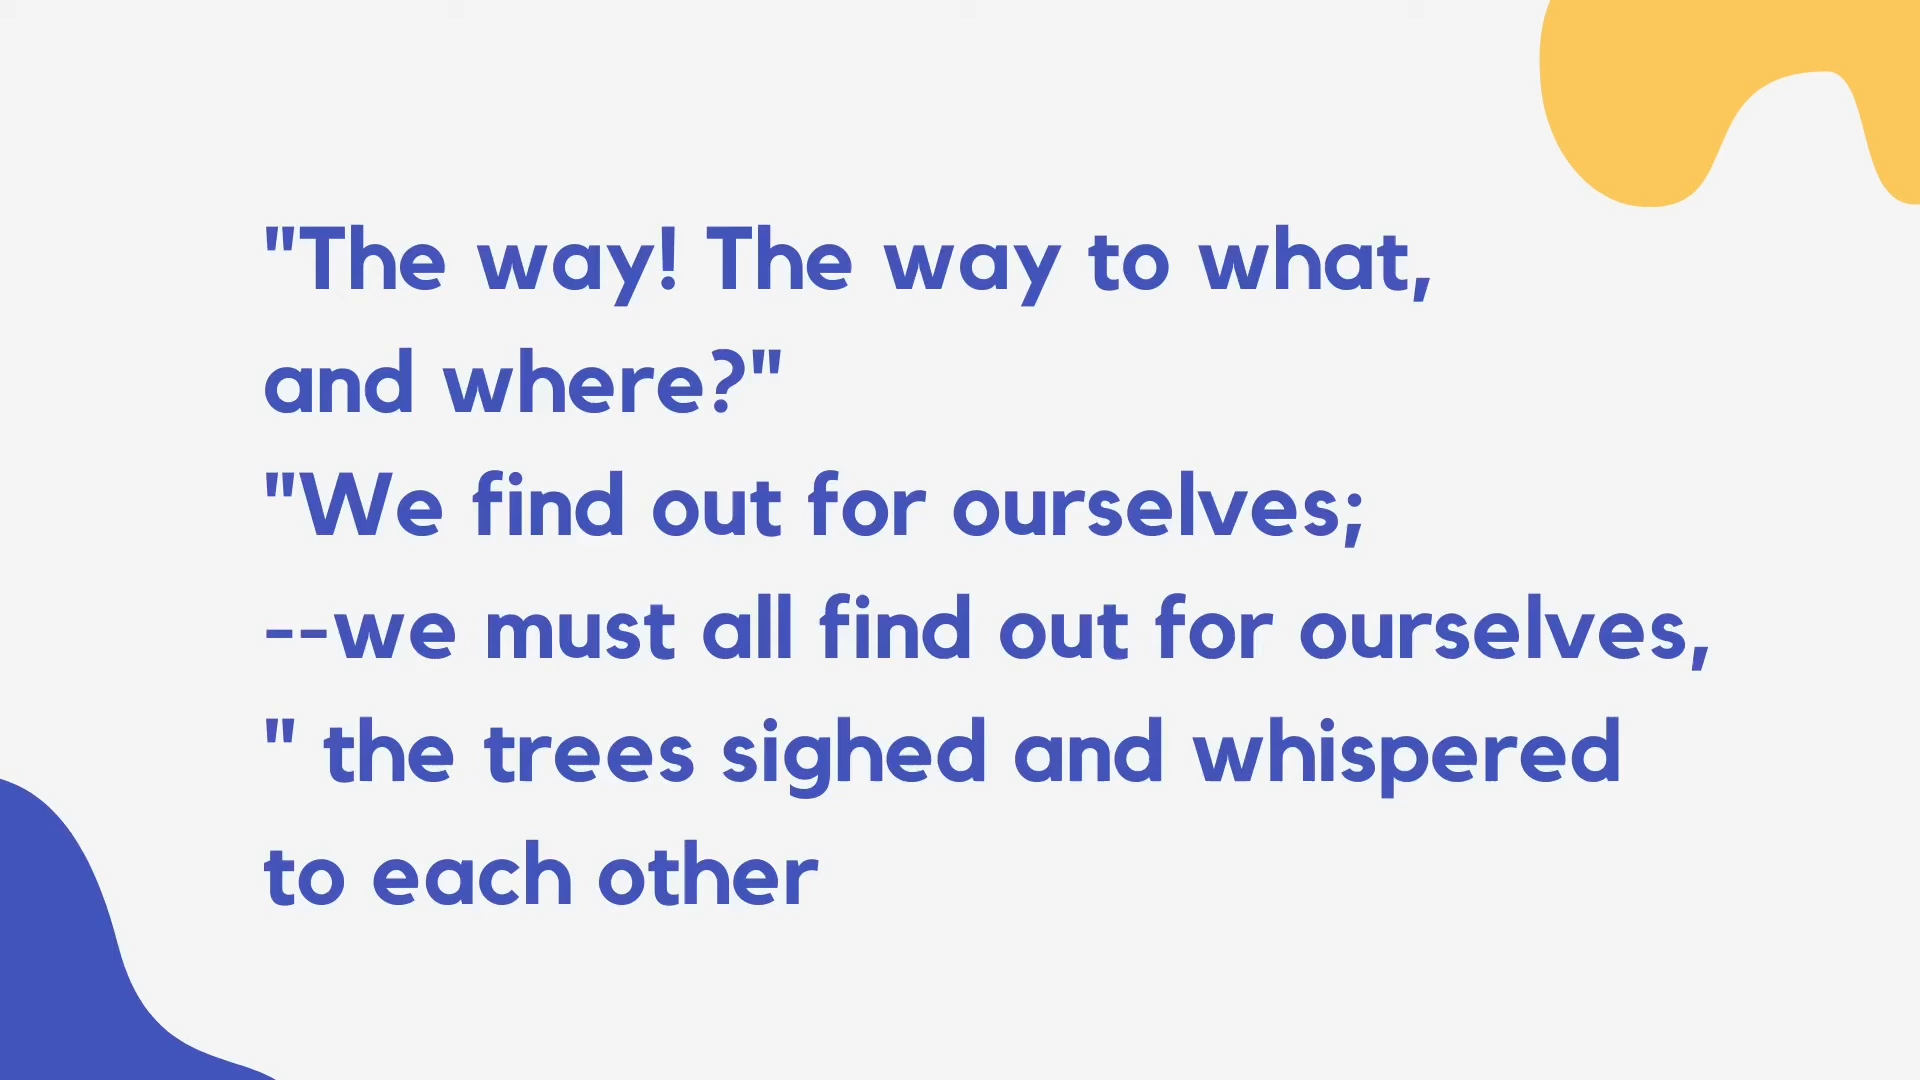 "The way! The way to what,
and where?"
"We find out for ourselves;
--we must all find out for ourselves,
" the trees sighed and whispered
to each other